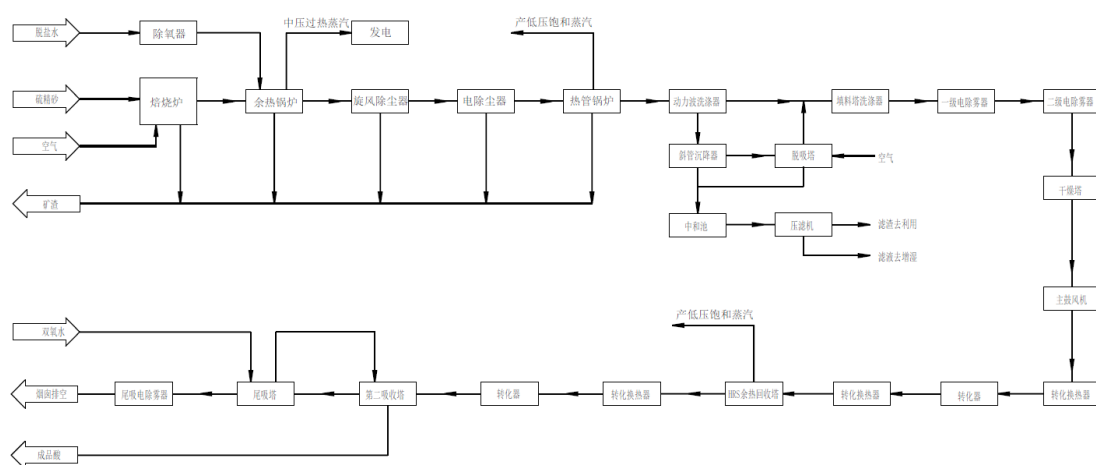 中压过热蒸汽
产低压饱和蒸汽
脱盐水
除氧器
发电
硫精砂
焙烧炉
余热锅炉
旋风除尘器
电除尘器
热管锅炉
动力波洗涤器
填料塔洗涤器
一级电除雾器
二级电除雾器
空气
斜管沉降器
脱吸塔
空气
矿渣
干燥塔
中和池
压滤机
滤渣去利用
滤液去增湿
主鼓风机
产低压饱和蒸汽
双氧水
烟囱排空
尾吸电除雾器
尾吸塔
第二吸收塔
转化器
转化换热器
HRS余热回收塔
转化换热器
转化器
转化换热器
成品酸